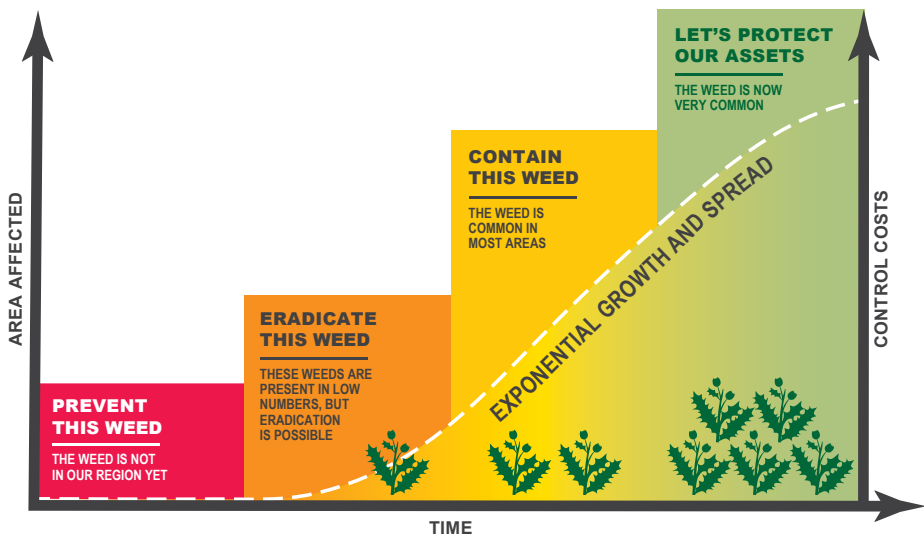 LET'S PROTECT
OUR ASSETS
THE WEED IS NOW
VERY COMMON
CONTAIN
THIS WEED
THE WEED IS
COMMON IN
MOST AREAS
ERADICATE
THIS WEED
THESE WEEDS ARE
PRESENT IN LOW
NUMBERS, BUT
ERADICATION
IS POSSIBLE
PREVENT
THIS WEED
THE WEED IS NOT
IN OUR REGION YET
EXPONENTIAL GROWTH AND SPREAD
AREA AFFECTED
CONTROL COSTS
TIME